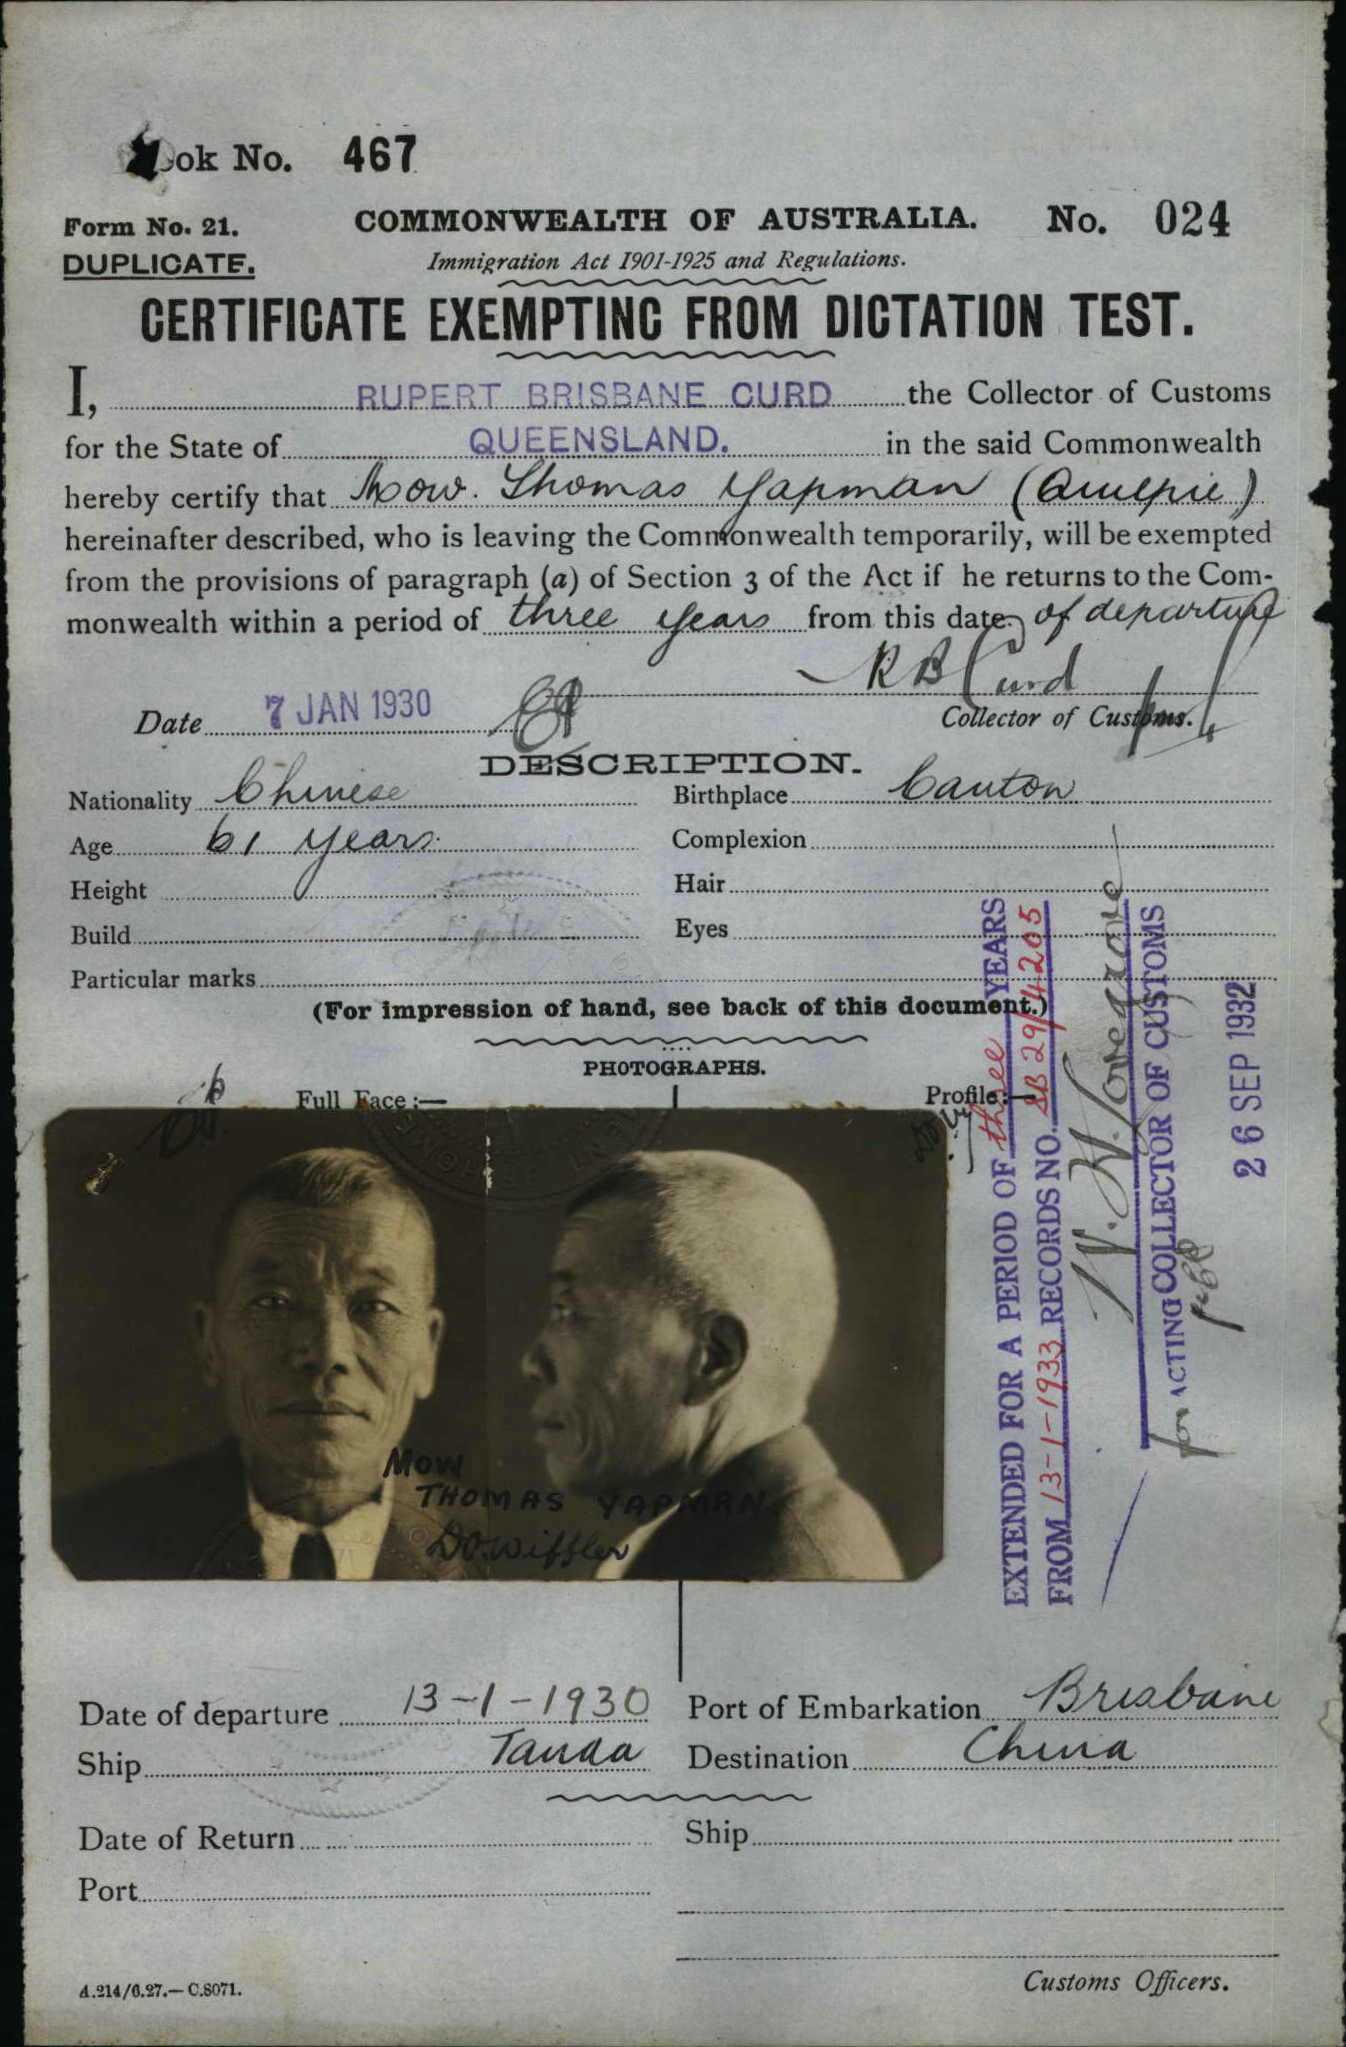 ok No. 467
Form No. 21. COMMONWEALTH OF AUSTRALIA. No. 024
DUPLICATE. Immigration Act 1901-1925 and Regulations.
CERTIFICATE EXEMPTING FROM DICTATION TEST.
I, RUPERT BRISBANE CURD the Collector of Customs
for the State of QUEENSLAND. in the said Commonwealth
hereby certify that Mow. Thomas Yapman (Quilpie)
hereinafter described, who is leaving the Commonwealth temporarily, will be exempted
from the provisions of paragraph (a) of Section 3 of the Act if he returns to the Com-
monwealth within a period of three years from this date. of departure
R B Curd
Date 7 JAN 1930 Collector of Customs.
DESCRIPTION.
Nationality Chinese Birthplace Canton
Age 61 years. Complexion
Height Hair
Build Eyes
Particular marks
(For impression of hand, see back of this document.)
PHOTOGRAPHS.
Full Face :— Profile :—
MOW
THOMAS YAPMAN
EXTENDED FOR A PERIOD OF three YEARS
FROM 13-1-1933 RECORDS NO. SB 29/4205
for ACTING COLLECTOR OF CUSTOMS
26 SEP 1932
Date of departure 13-1-1930 Port of Embarkation Brisbane
Ship Tanda Destination China
Date of Return Ship
Port
Customs Officers.
A.214/6.27.—C.8071.